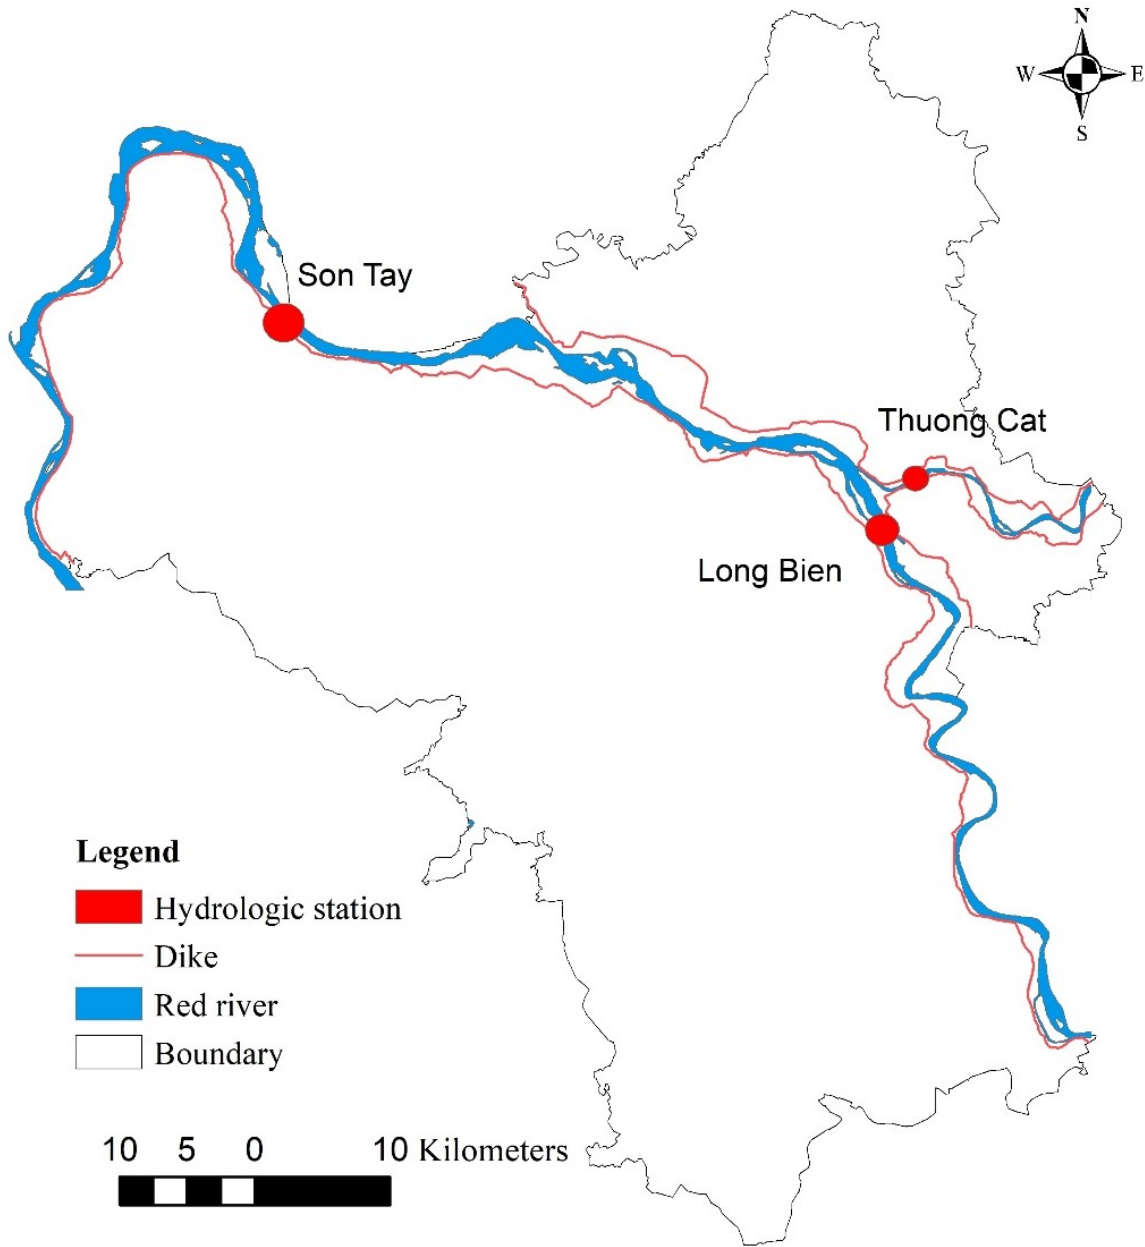 N
W E
S
Son Tay
Thuong Cat
Long Bien
Legend
Hydrologic station
Dike
Red river
Boundary
10 5 0 10 Kilometers